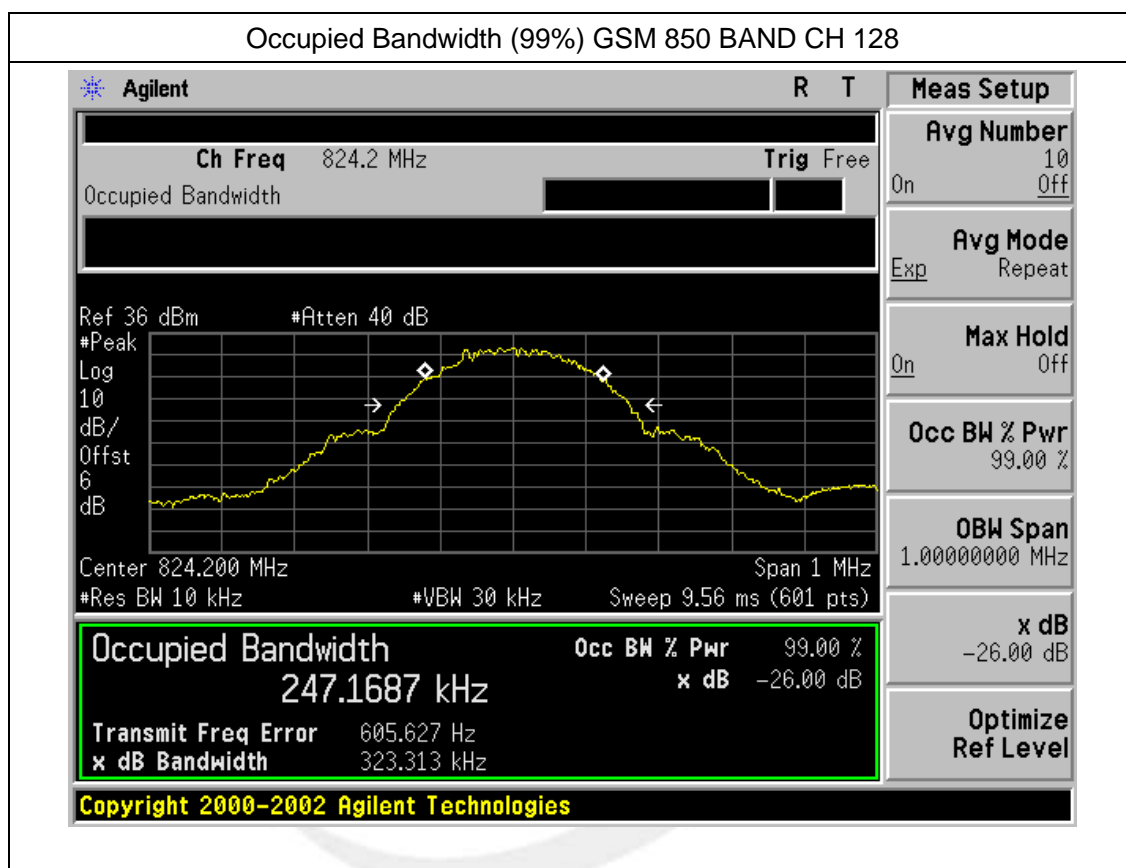 Occupied Bandwidth (99%) GSM 850 BAND CH 128
Agilent R T
Ch Freq 824.2 MHz Trig Free
Occupied Bandwidth
Ref 36 dBm #Atten 40 dB
#Peak
Log
10
dB/
Offst
6
dB
Center 824.200 MHz Span 1 MHz
#Res BW 10 kHz #VBW 30 kHz Sweep 9.56 ms (601 pts)
Occupied Bandwidth Occ BW % Pwr 99.00 %
247.1687 kHz x dB -26.00 dB
Transmit Freq Error 605.627 Hz
x dB Bandwidth 323.313 kHz
Copyright 2000-2002 Agilent Technologies
Meas Setup
Avg Number
10
On Off
Avg Mode
Exp Repeat
Max Hold
On Off
Occ BW % Pwr
99.00 %
OBW Span
1.00000000 MHz
x dB
-26.00 dB
Optimize
Ref Level